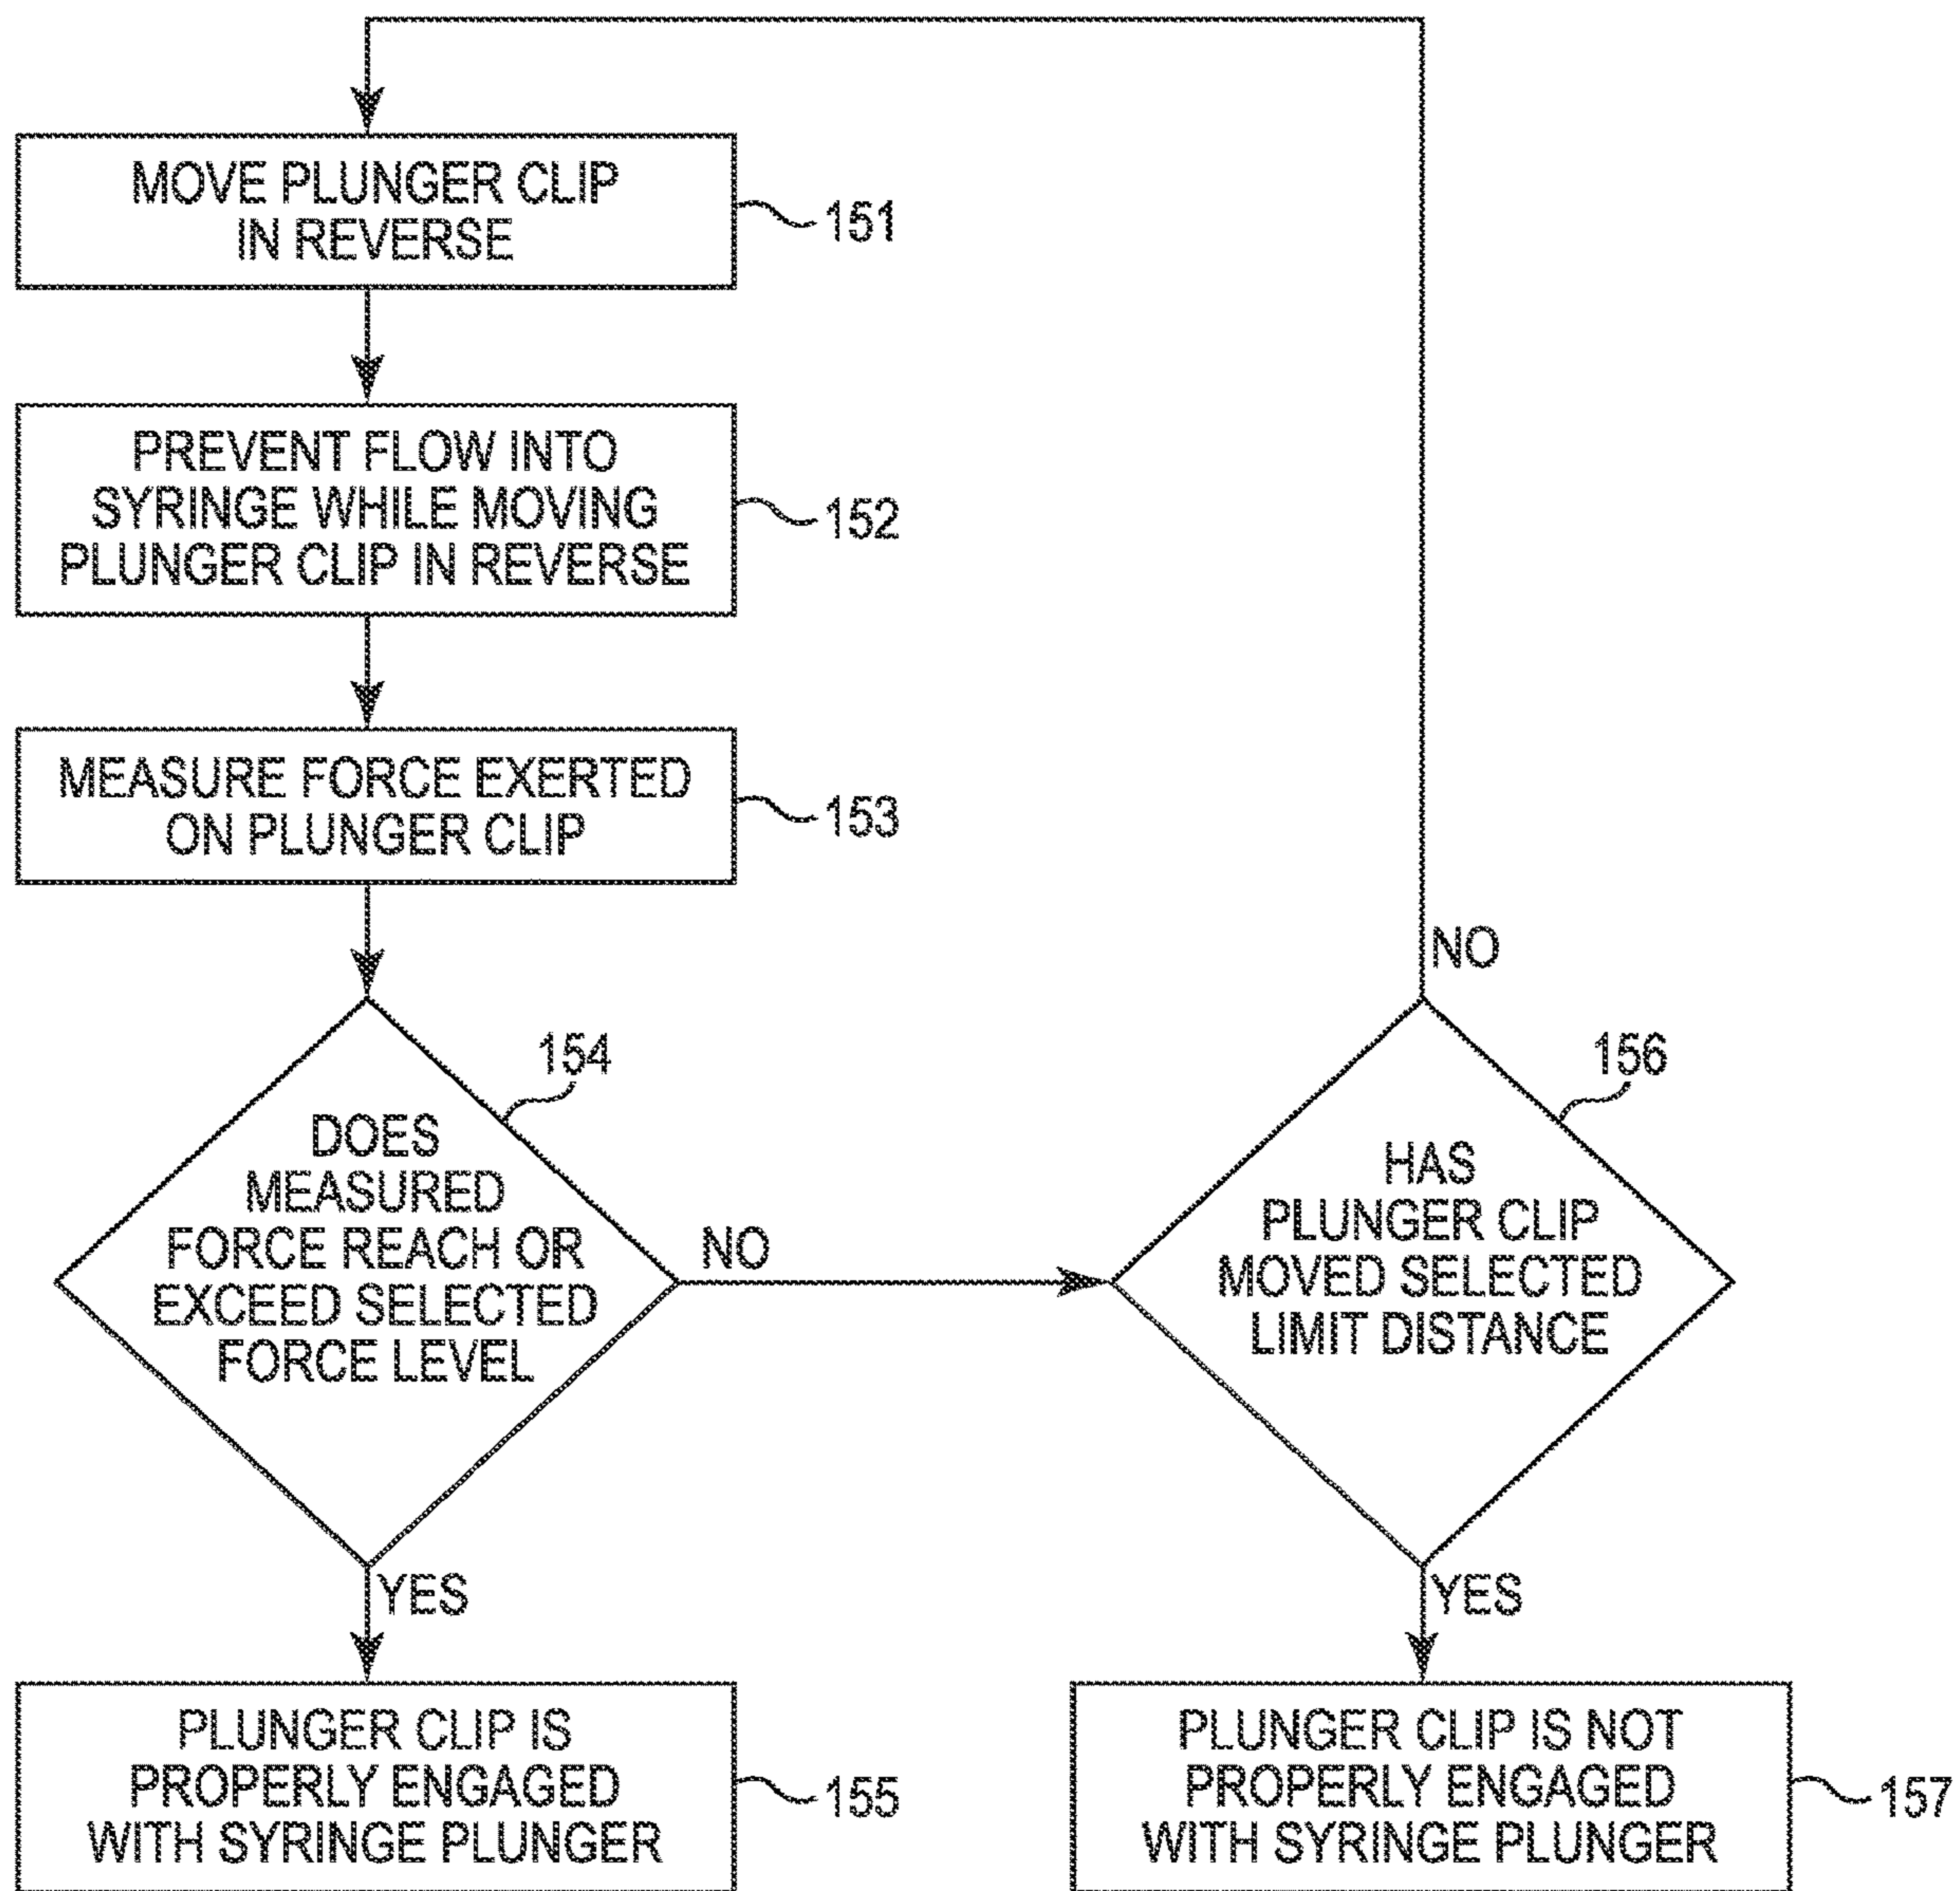 MOVE PLUNGER CLIP
IN REVERSE
151
PREVENT FLOW INTO
SYRINGE WHILE MOVING
PLUNGER CLIP IN REVERSE
152
MEASURE FORCE EXERTED
ON PLUNGER CLIP
153
154
DOES
MEASURED
FORCE REACH OR
EXCEED SELECTED
FORCE LEVEL
NO
YES
156
HAS
PLUNGER CLIP
MOVED SELECTED
LIMIT DISTANCE
NO
YES
PLUNGER CLIP IS
PROPERLY ENGAGED
WITH SYRINGE PLUNGER
155
PLUNGER CLIP IS NOT
PROPERLY ENGAGED
WITH SYRINGE PLUNGER
157